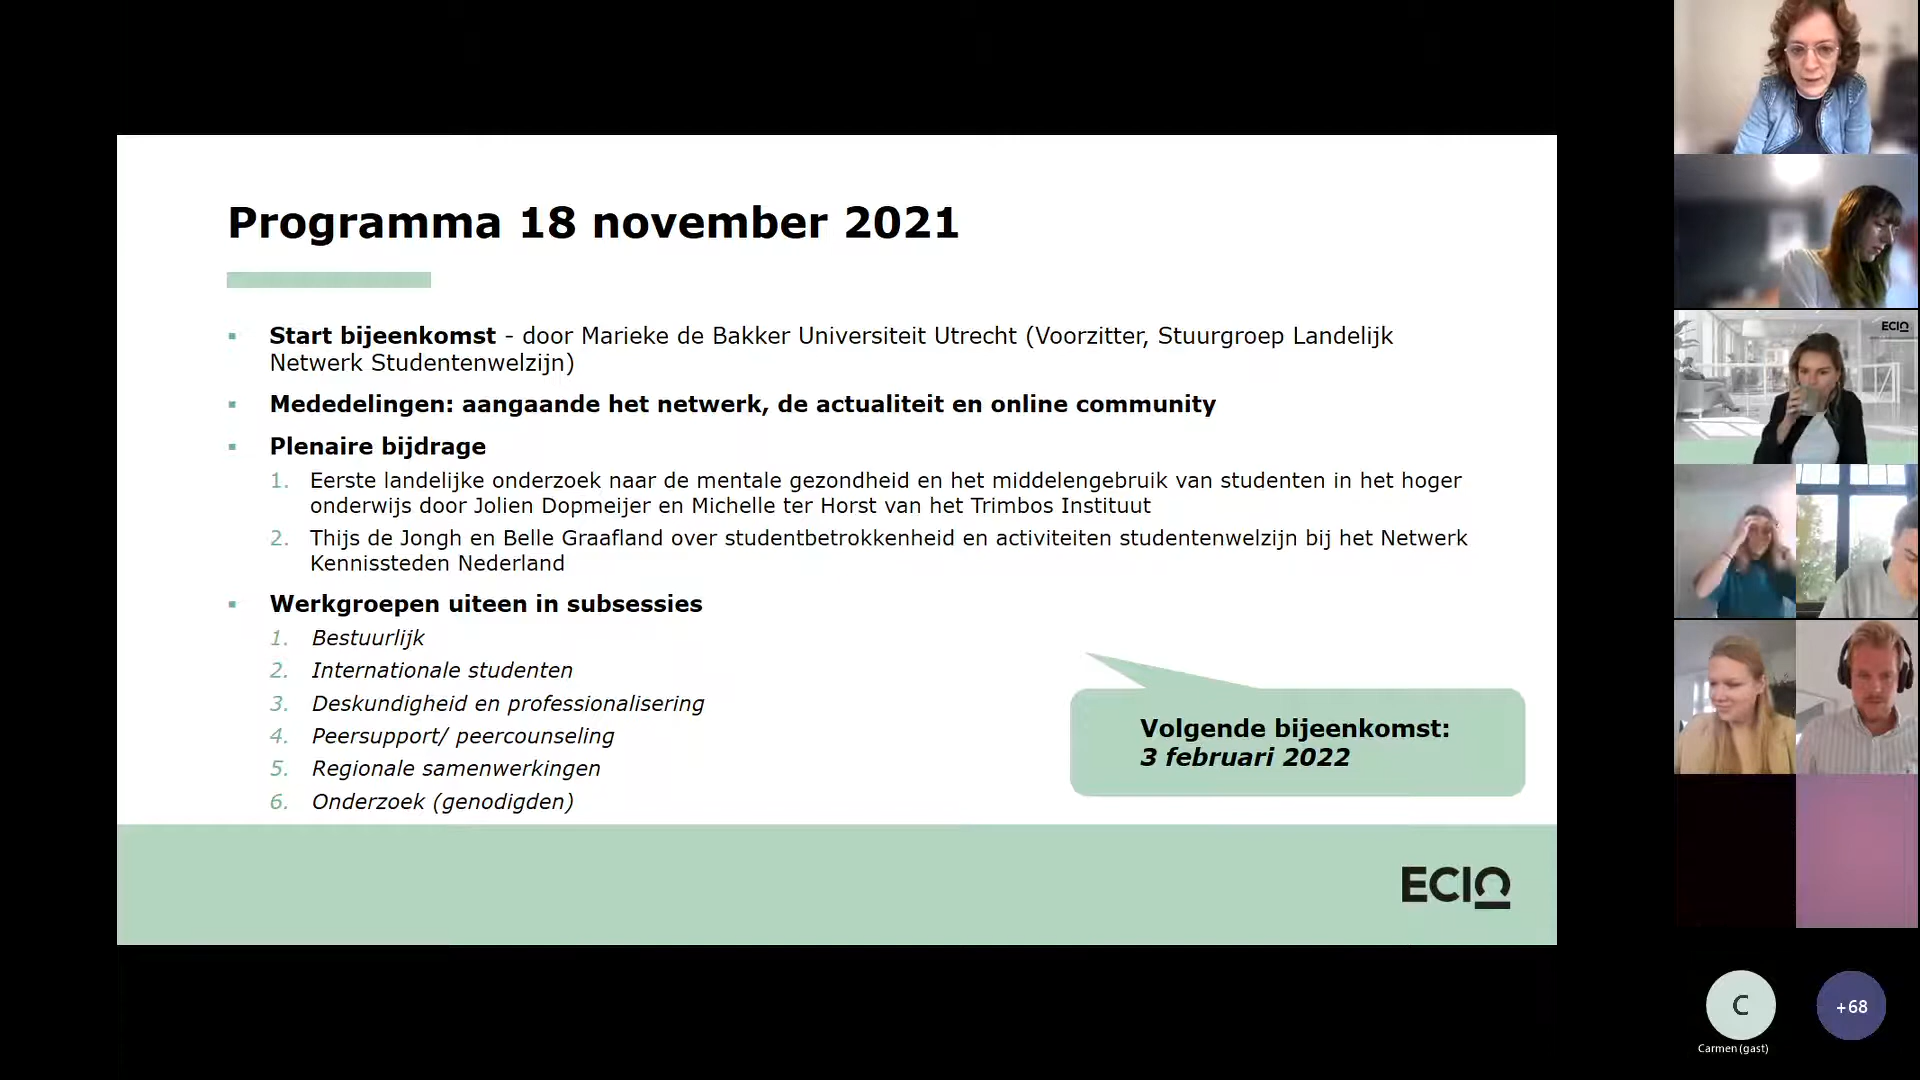 Programma 18 november 2021
Start bijeenkomst - door Marieke de Bakker Universiteit Utrecht (Voorzitter, Stuurgroep Landelijk
Netwerk Studentenwelzijn)
Mededelingen: aangaande het netwerk, de actualiteit en online community
Plenaire bijdrage
1. Eerste landelijke onderzoek naar de mentale gezondheid en het middelengebruik van studenten in het hoger
onderwijs door Jolien Dopmeijer en Michelle ter Horst van het Trimbos Instituut
2. Thijs de Jongh en Belle Graafland over studentbetrokkenheid en activiteiten studentenwelzijn bij het Netwerk
Kennissteden Nederland
Werkgroepen uiteen in subsessies
1. Bestuurlijk
2. Internationale studenten
3. Deskundigheid en professionalisering
4. Peersupport/ peercounseling
5. Regionale samenwerkingen
6. Onderzoek (genodigden)
Volgende bijeenkomst:
3 februari 2022
ECIO
ECIO
C
+68
Carmen (gast)